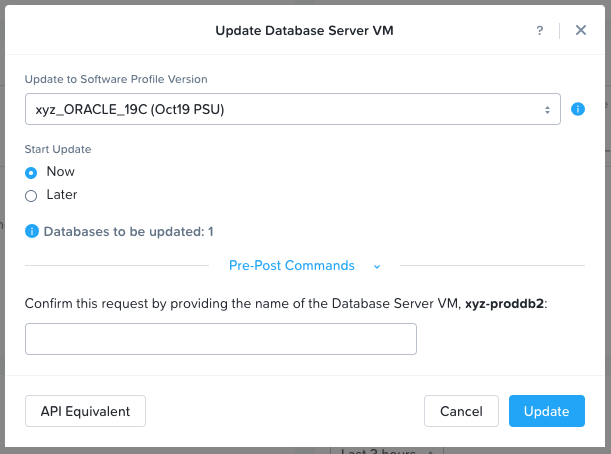 Update Database Server VM
?
Update to Software Profile Version
xyz_ORACLE_19C (Oct19 PSU)
Start Update
Now
Later
Databases to be updated: 1
Pre-Post Commands
Confirm this request by providing the name of the Database Server VM, xyz-proddb2:
API Equivalent
Cancel
Update
Last 3 hours